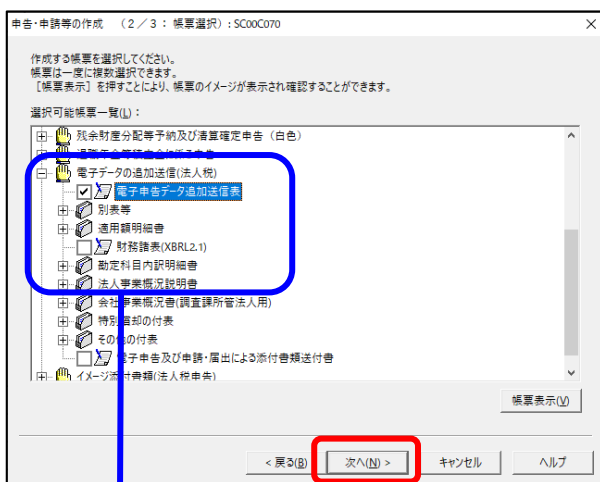 申告・申請等の作成　（２／３：帳票選択）：SC00C070
作成する帳票を選択してください。
帳票は一度に複数選択できます。
［帳票表示］を押すことにより、帳票のイメージが表示され確認することができます。
選択可能帳票一覧(L)：
残余財産分配等予納及び清算確定申告（白色）
電子データの追加送信(法人税)
電子申告データ追加送信表
別表等
適用額明細書
財務諸表(XBRL2.1)
勘定科目内訳明細書
法人事業概況説明書
会社事業概況書(調査課所管法人用)
特別償却の付表
その他の付表
電子申告及び申請・届出による添付書類送付書
イメージ添付書類(法人税申告)
帳票表示(V)
< 戻る(B)
次へ(N) >
キャンセル
ヘルプ